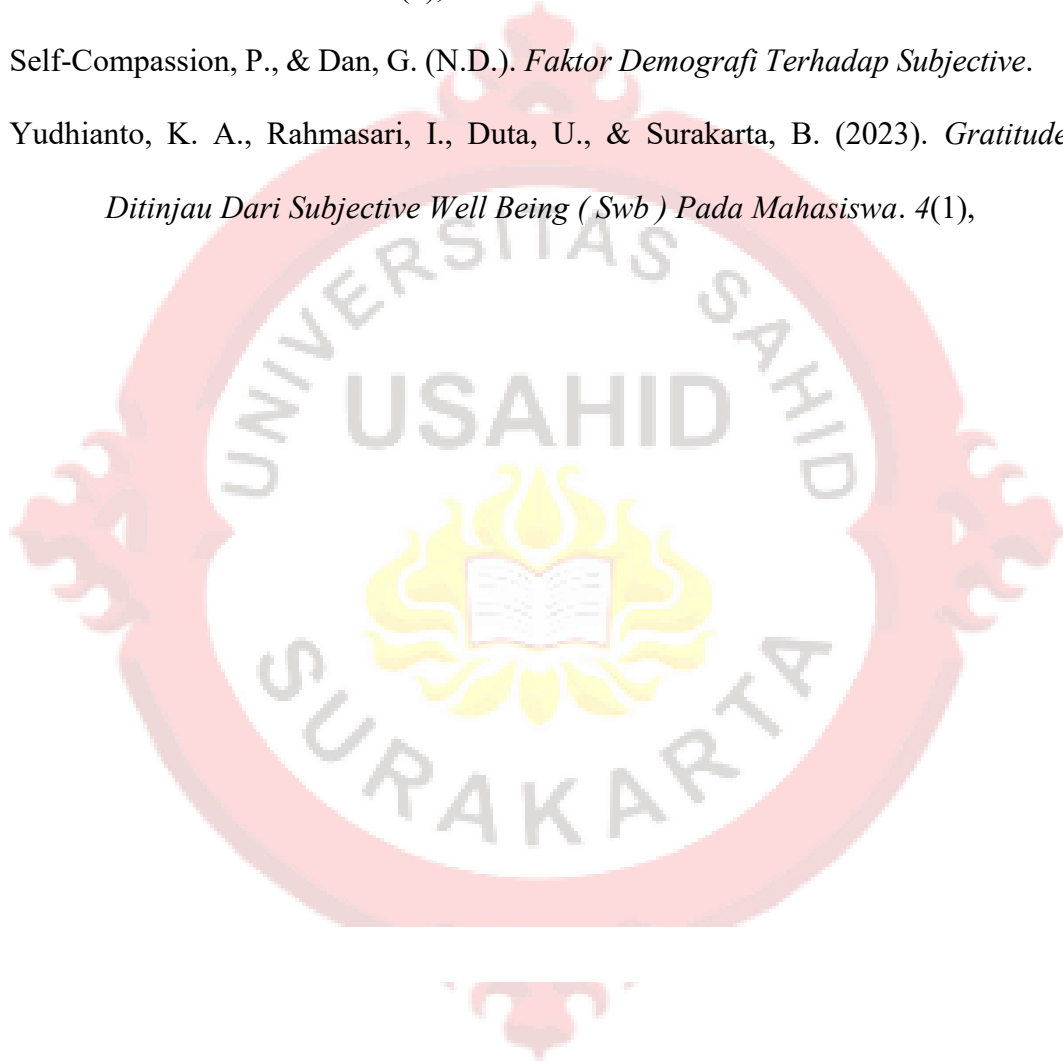 (1),
Self-Compassion, P., & Dan, G. (N.D.). Faktor Demografi Terhadap Subjective.
Yudhianto, K. A., Rahmasari, I., Duta, U., & Surakarta, B. (2023). Gratitude
Ditinjau Dari Subjective Well Being ( Swb ) Pada Mahasiswa. 4(1),
UNIVERSITAS SAHID
USAHID
SURAKARTA